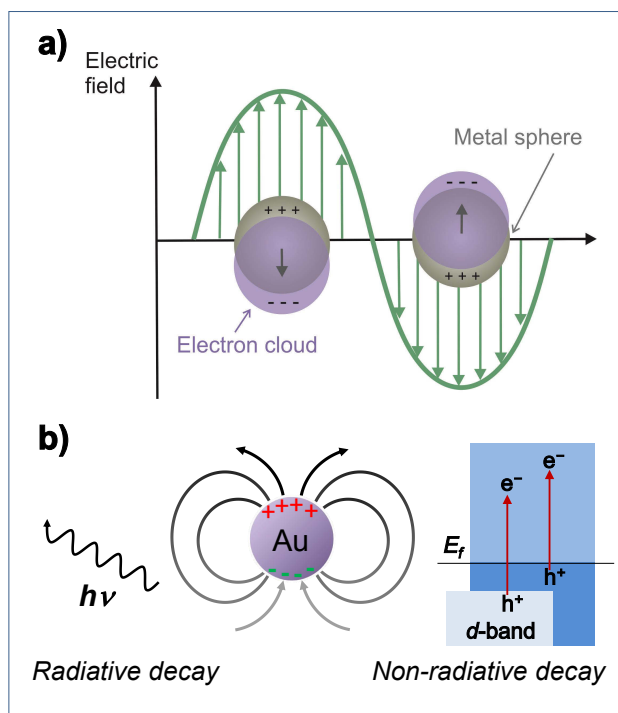 a)
Electric
field
Metal sphere
- - -
+ + +
+ + +
- - -
Electron cloud
b)
e⁻
e⁻
+ + + +
Au
- - - -
E_f
h⁺
h⁺
hν
d-band
Radiative decay
Non-radiative decay